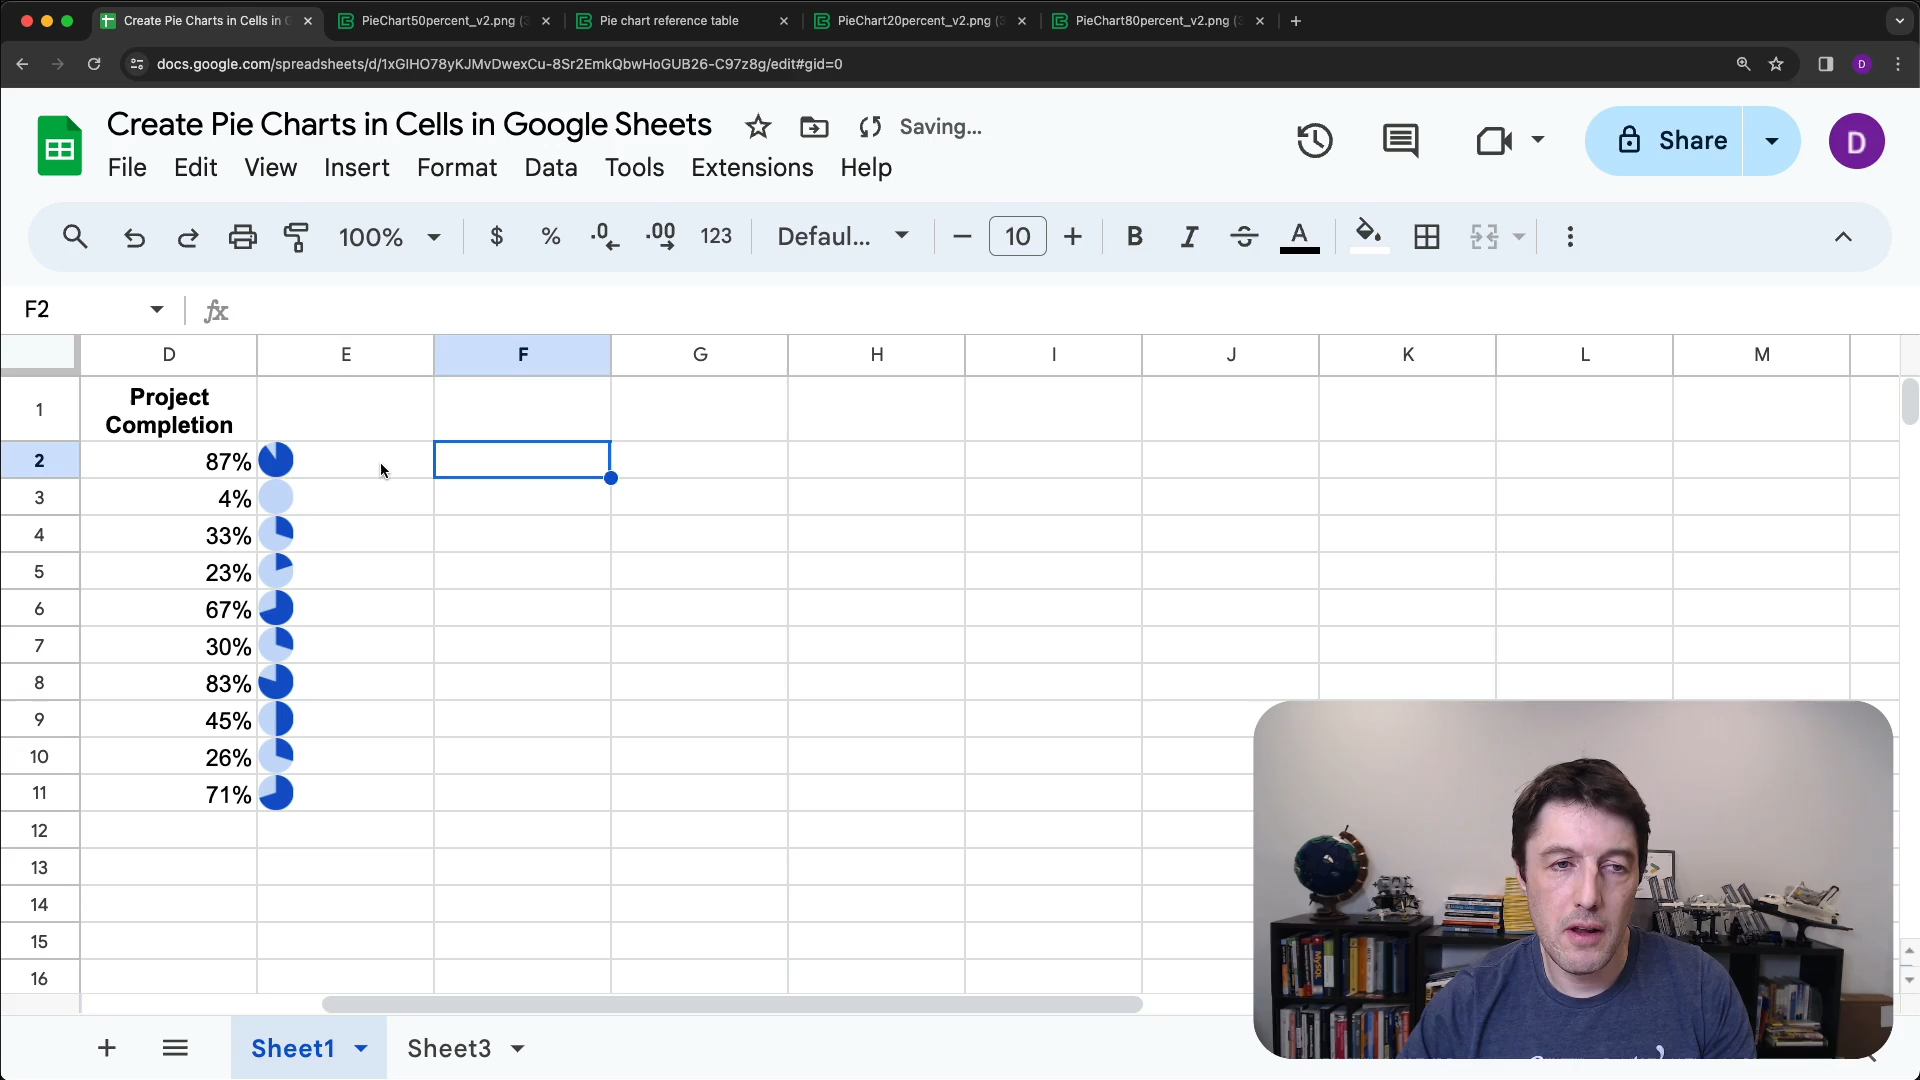 Create Pie Charts in Cells in G
PieChart50percent_v2.png (3
Pie chart reference table
PieChart20percent_v2.png (3
PieChart80percent_v2.png (3
docs.google.com/spreadsheets/d/1xGIHO78yKJMvDwexCu-8Sr2EmkQbwHoGUB26-C97z8g/edit#gid=0
D
Create Pie Charts in Cells in Google Sheets
Saving...
File Edit View Insert Format Data Tools Extensions Help
Share
D
100%
$ % .0 .00 123
Defaul...
10
B I A
F2
fx
D E F G H I J K L M
1 Project
Completion
2 87%
3 4%
4 33%
5 23%
6 67%
7 30%
8 83%
9 45%
10 26%
11 71%
12
13
14
15
16
MySQL
Sheet1
Sheet3